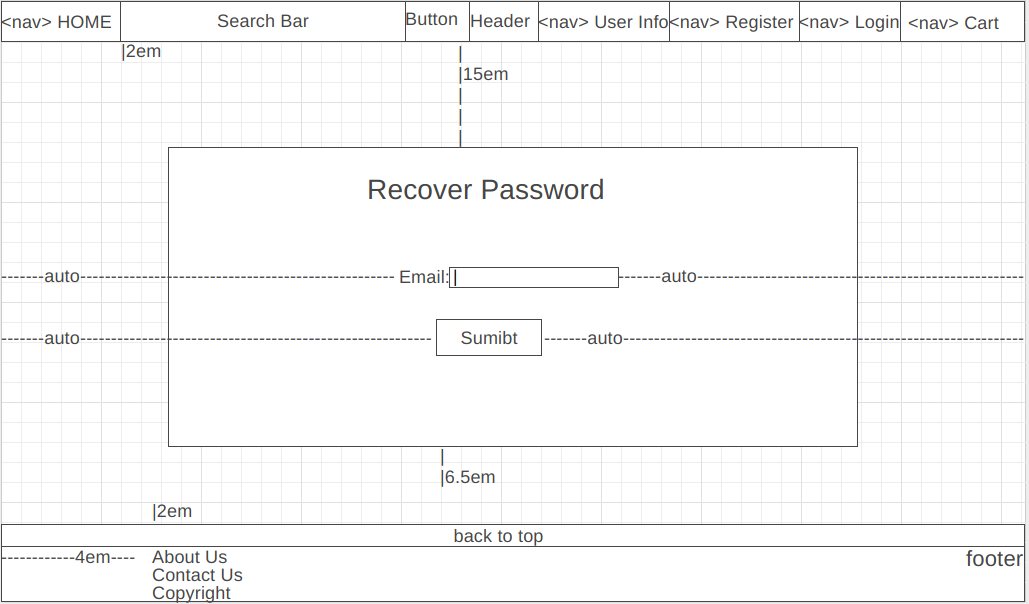 <nav> HOME Search Bar Button Header <nav> User Info <nav> Register <nav> Login <nav> Cart
|2em
|15em
Recover Password
-------auto--- Email:| -------auto---
-------auto--- Sumibt -------auto---
|6.5em
|2em
back to top
------------4em---- About Us footer
Contact Us
Copyright